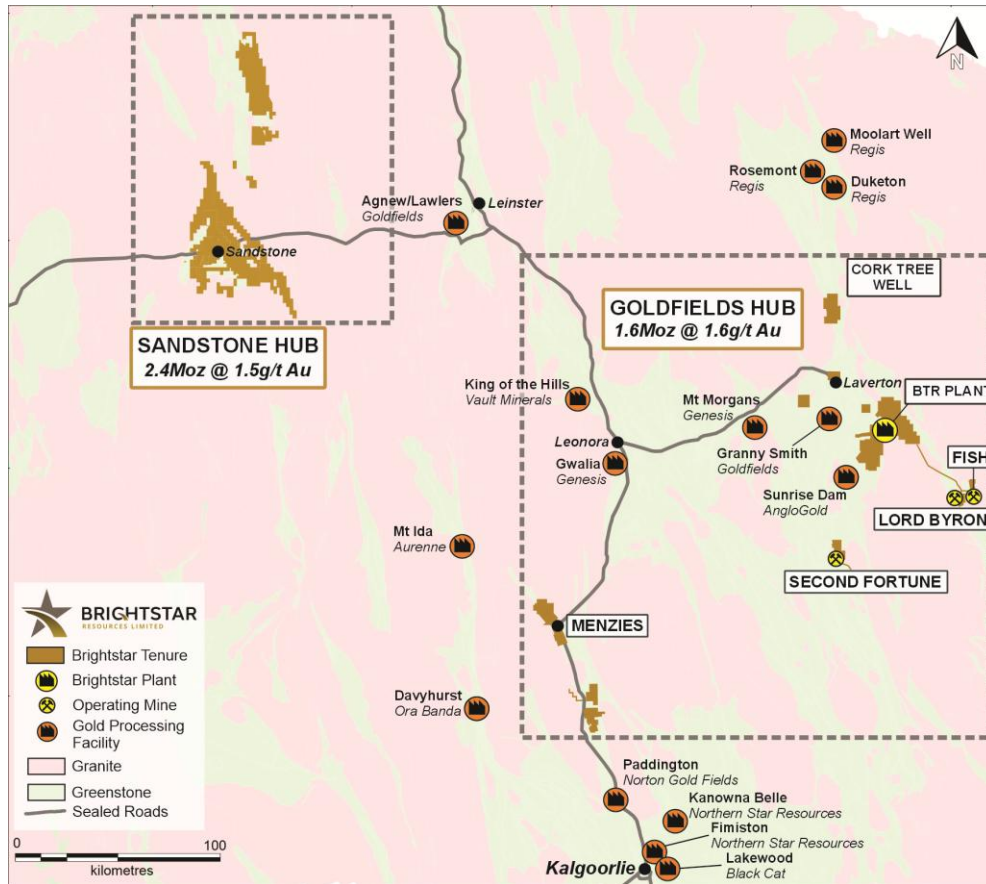 N
Moolart Well
Regis
Rosemont
Regis
Duketon
Regis
Agnew/Lawlers
Goldfields
Leinster
Sandstone
CORK TREE
WELL
SANDSTONE HUB
2.4Moz @ 1.5g/t Au
GOLDFIELDS HUB
1.6Moz @ 1.6g/t Au
King of the Hills
Vault Minerals
Mt Morgans
Genesis
Laverton
BTR PLANT
Leonora
Gwalia
Genesis
Granny Smith
Goldfields
FISH
Sunrise Dam
AngloGold
LORD BYRON
Mt Ida
Aurenne
SECOND FORTUNE
MENZIES
Davyhurst
Ora Banda
Paddington
Norton Gold Fields
Kanowna Belle
Northern Star Resources
Fimiston
Northern Star Resources
Lakewood
Black Cat
Kalgoorlie
BRIGHTSTAR
RESOURCES LIMITED
Brightstar Tenure
Brightstar Plant
Operating Mine
Gold Processing
Facility
Granite
Greenstone
Sealed Roads
0 100
kilometres